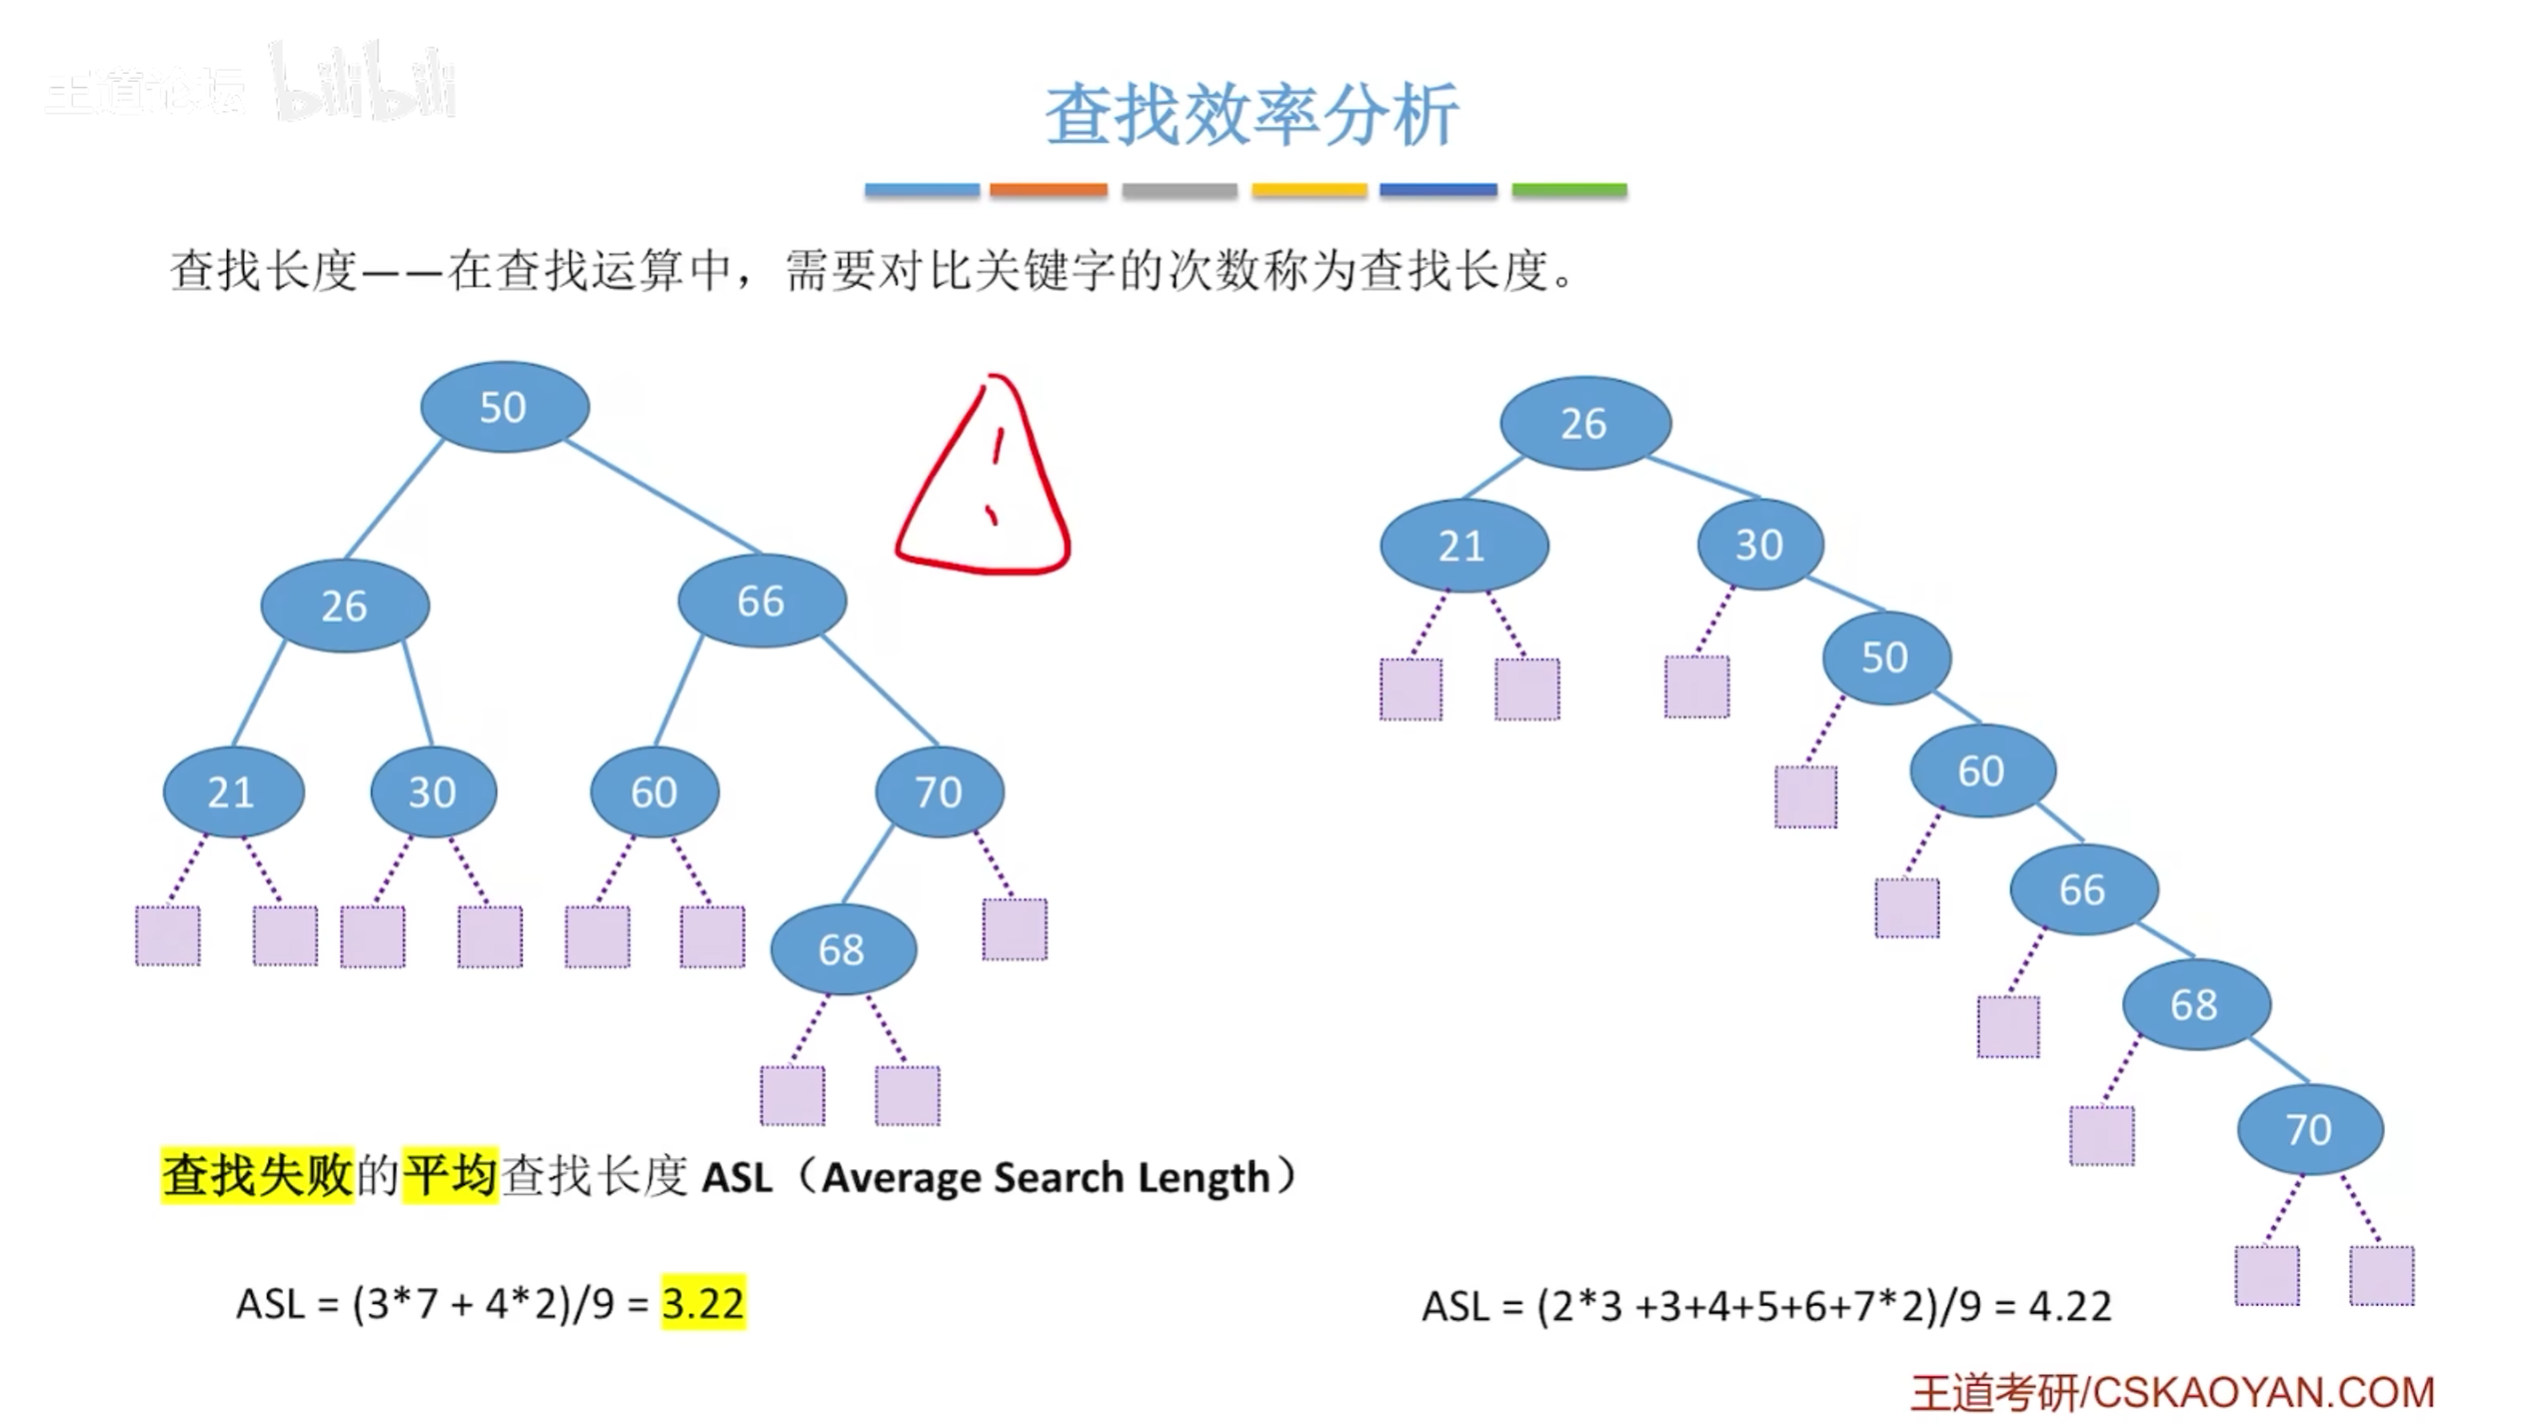 王道论坛 bilibili
查找效率分析
查找长度——在查找运算中，需要对比关键字的次数称为查找长度。
50
26 66
21 30 60 70
68
26
21 30
50
60
66
68
70
查找失败的平均查找长度 ASL（Average Search Length）
ASL = (3*7 + 4*2)/9 = 3.22
ASL = (2*3 +3+4+5+6+7*2)/9 = 4.22
王道考研/CSKAOYAN.COM